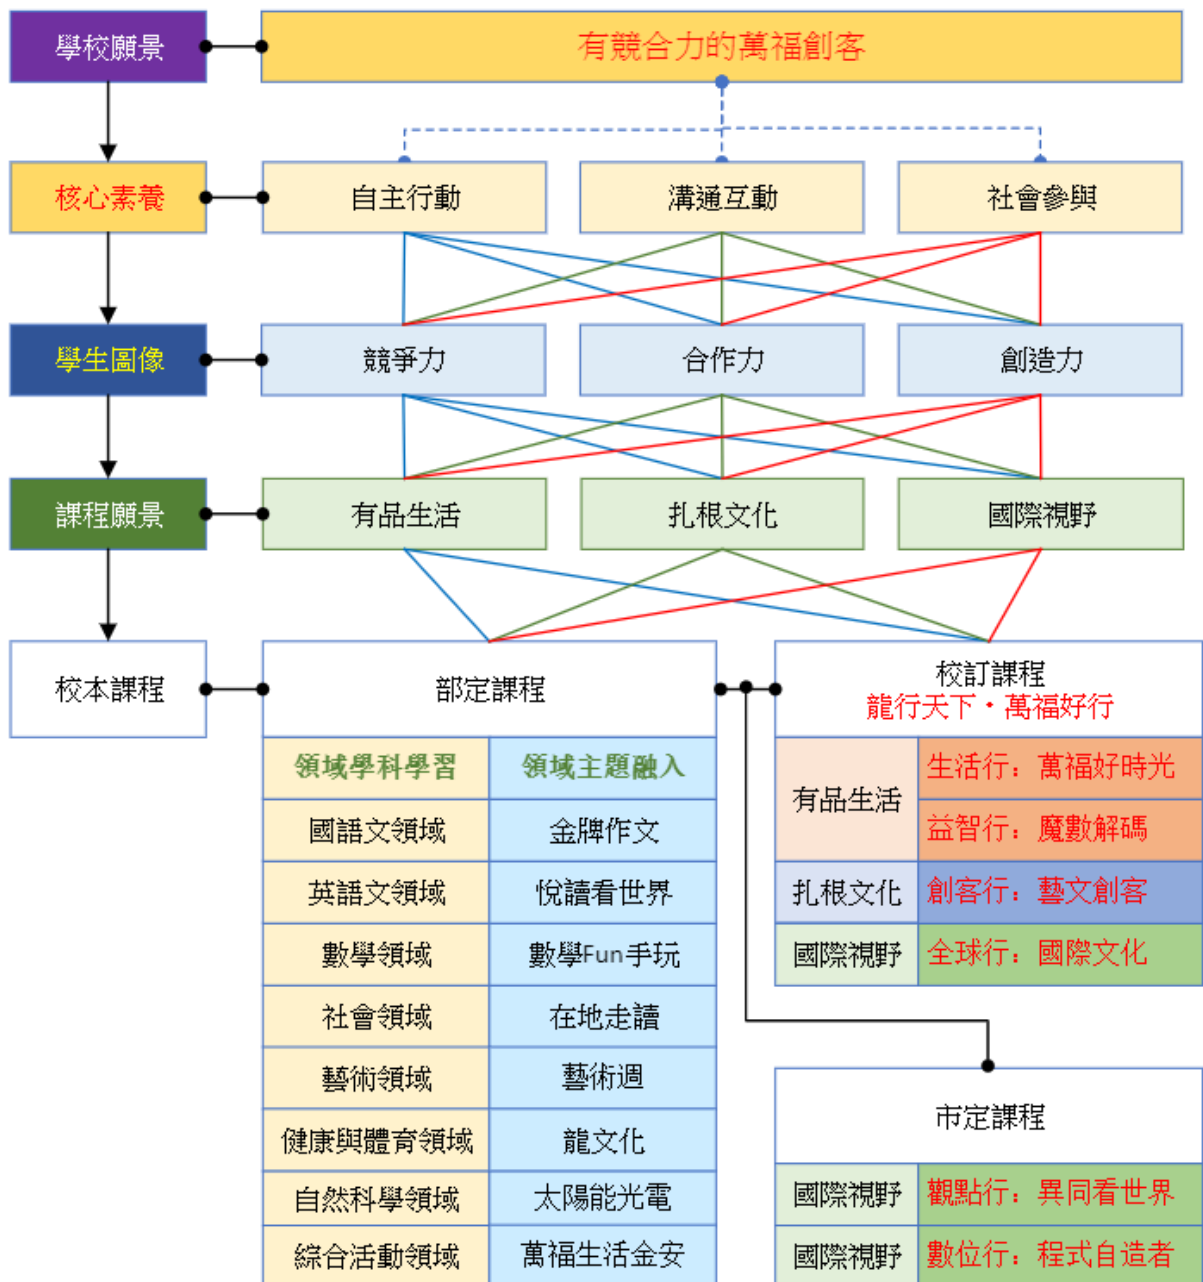 學校願景
有競合力的萬福創客
核心素養
自主行動
溝通互動
社會參與
學生圖像
競爭力
合作力
創造力
課程願景
有品生活
扎根文化
國際視野
校本課程
部定課程
校訂課程
龍行天下・萬福好行
領域學科學習
領域主題融入
國語文領域
金牌作文
英語文領域
悅讀看世界
數學領域
數學Fun手玩
社會領域
在地走讀
藝術領域
藝術週
健康與體育領域
龍文化
自然科學領域
太陽能光電
綜合活動領域
萬福生活金安
有品生活
生活行：萬福好時光
益智行：魔數解碼
扎根文化
創客行：藝文創客
國際視野
全球行：國際文化
市定課程
國際視野
觀點行：異同看世界
國際視野
數位行：程式自造者